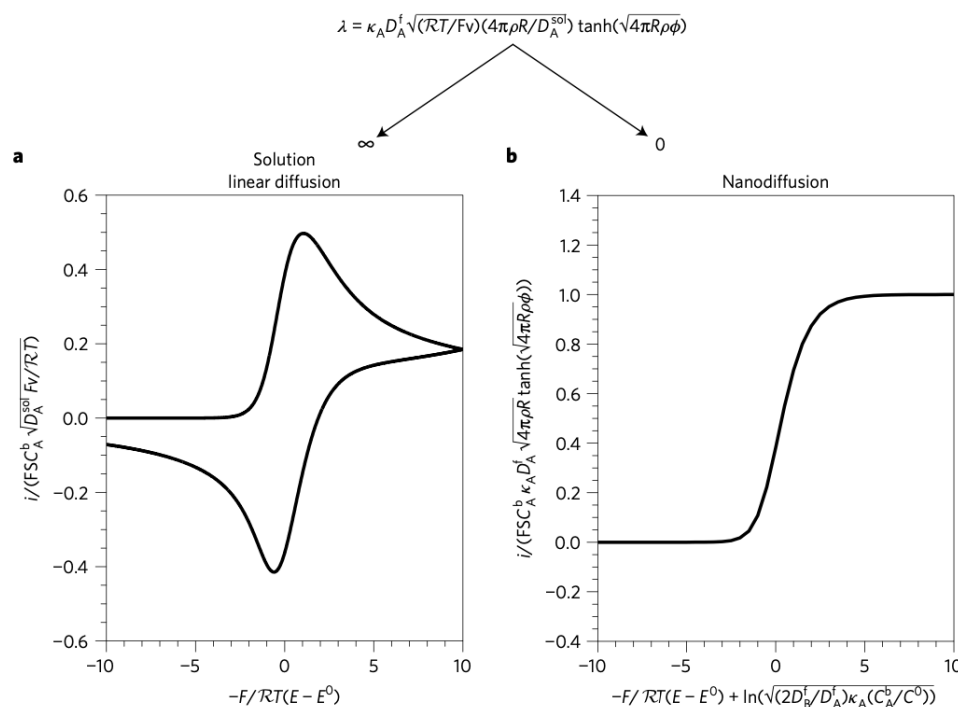 λ = κ_A D_A^f √((ℛT/Fv)(4πρR/D_A^sol)) tanh(√(4πRρϕ))
∞
0
a
Solution
linear diffusion
0.6
0.4
0.2
0.0
−0.2
−0.4
−0.6
i/(FSC_A^b √(D_A^sol Fv/ℛT))
−10
−5
0
5
10
−F/ℛT(E − E^0)
b
Nanodiffusion
1.4
1.2
1.0
0.8
0.6
0.4
0.2
0.0
−0.2
−0.4
i/(FSC_A^b κ_A D_A^f √(4πρR) tanh(√(4πRρϕ)))
−10
−5
0
5
10
−F/ℛT(E − E^0) + ln(√((2D_B^f/D_A^f)κ_A(C_A^b/C^0)))